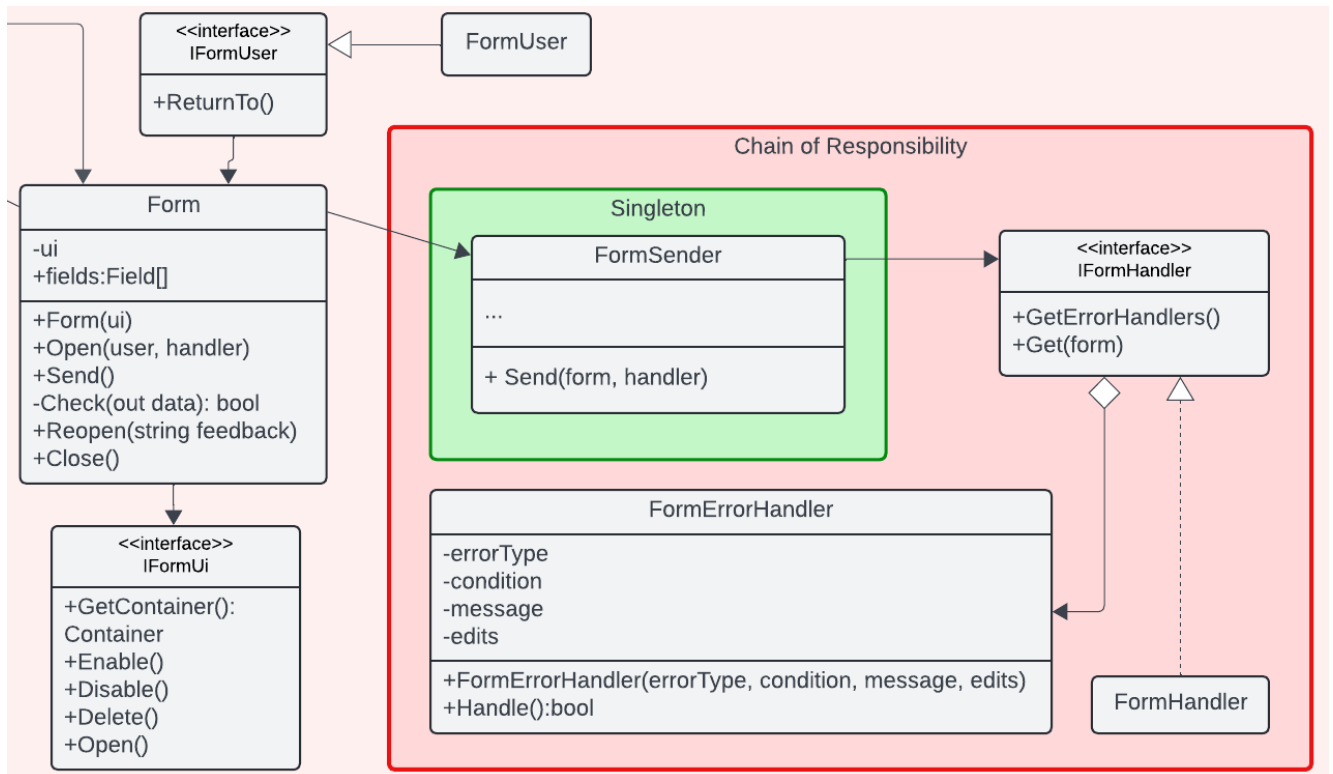 <<interface>>
IFormUser
+ReturnTo()
FormUser
Form
-ui
+fields:Field[]
+Form(ui)
+Open(user, handler)
+Send()
-Check(out data): bool
+Reopen(string feedback)
+Close()
<<interface>>
IFormUi
+GetContainer():
Container
+Enable()
+Disable()
+Delete()
+Open()
Chain of Responsibility
Singleton
FormSender
...
+ Send(form, handler)
<<interface>>
IFormHandler
+GetErrorHandlers()
+Get(form)
FormErrorHandler
-errorType
-condition
-message
-edits
+FormErrorHandler(errorType, condition, message, edits)
+Handle():bool
FormHandler